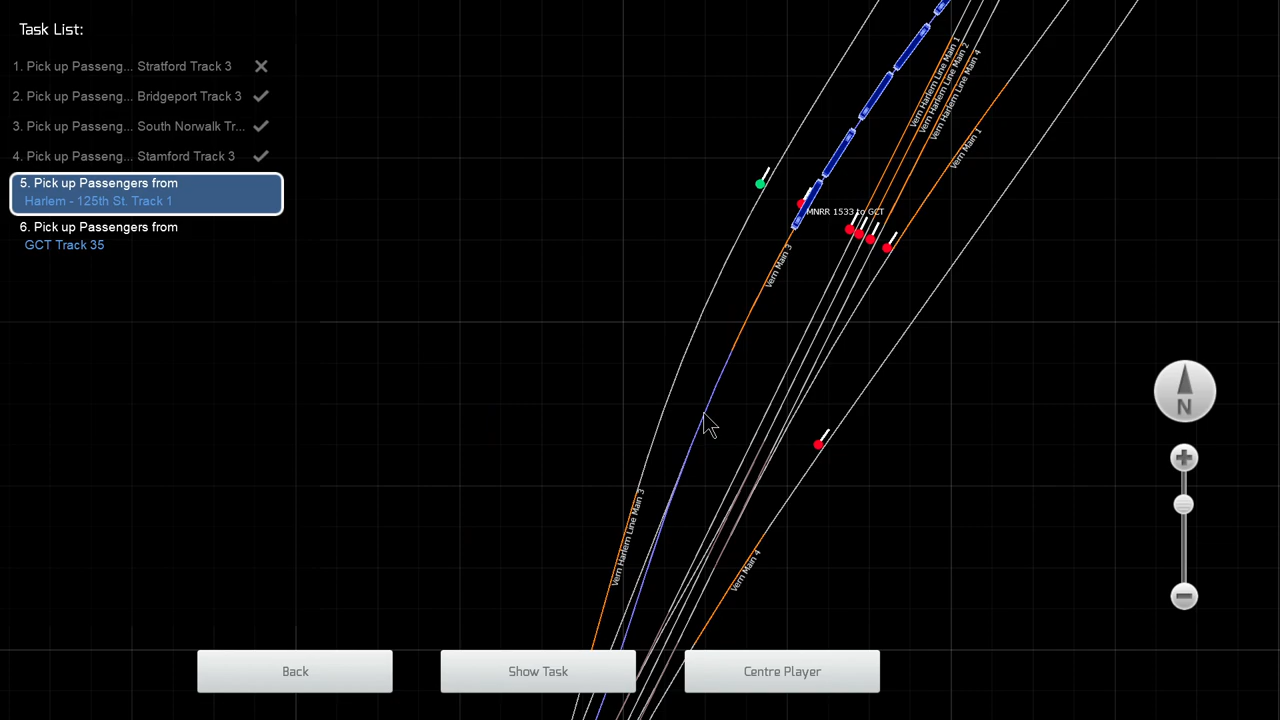 Task List:
1. Pick up Passeng... Stratford Track 3
2. Pick up Passeng... Bridgeport Track 3
3. Pick up Passeng... South Norwalk Tr...
4. Pick up Passeng... Stamford Track 3
5. Pick up Passengers from
Harlem - 125th St. Track 1
6. Pick up Passengers from
GCT Track 35
Vern Harlem Line Main 1
Vern Harlem Line Main 2
Vern Harlem Line Main 4
Vern Main 1
MNRR 1533 to GCT
Vern Main 3
Vern Harlem Line Main 3
Vern Main 4
N
Back
Show Task
Centre Player